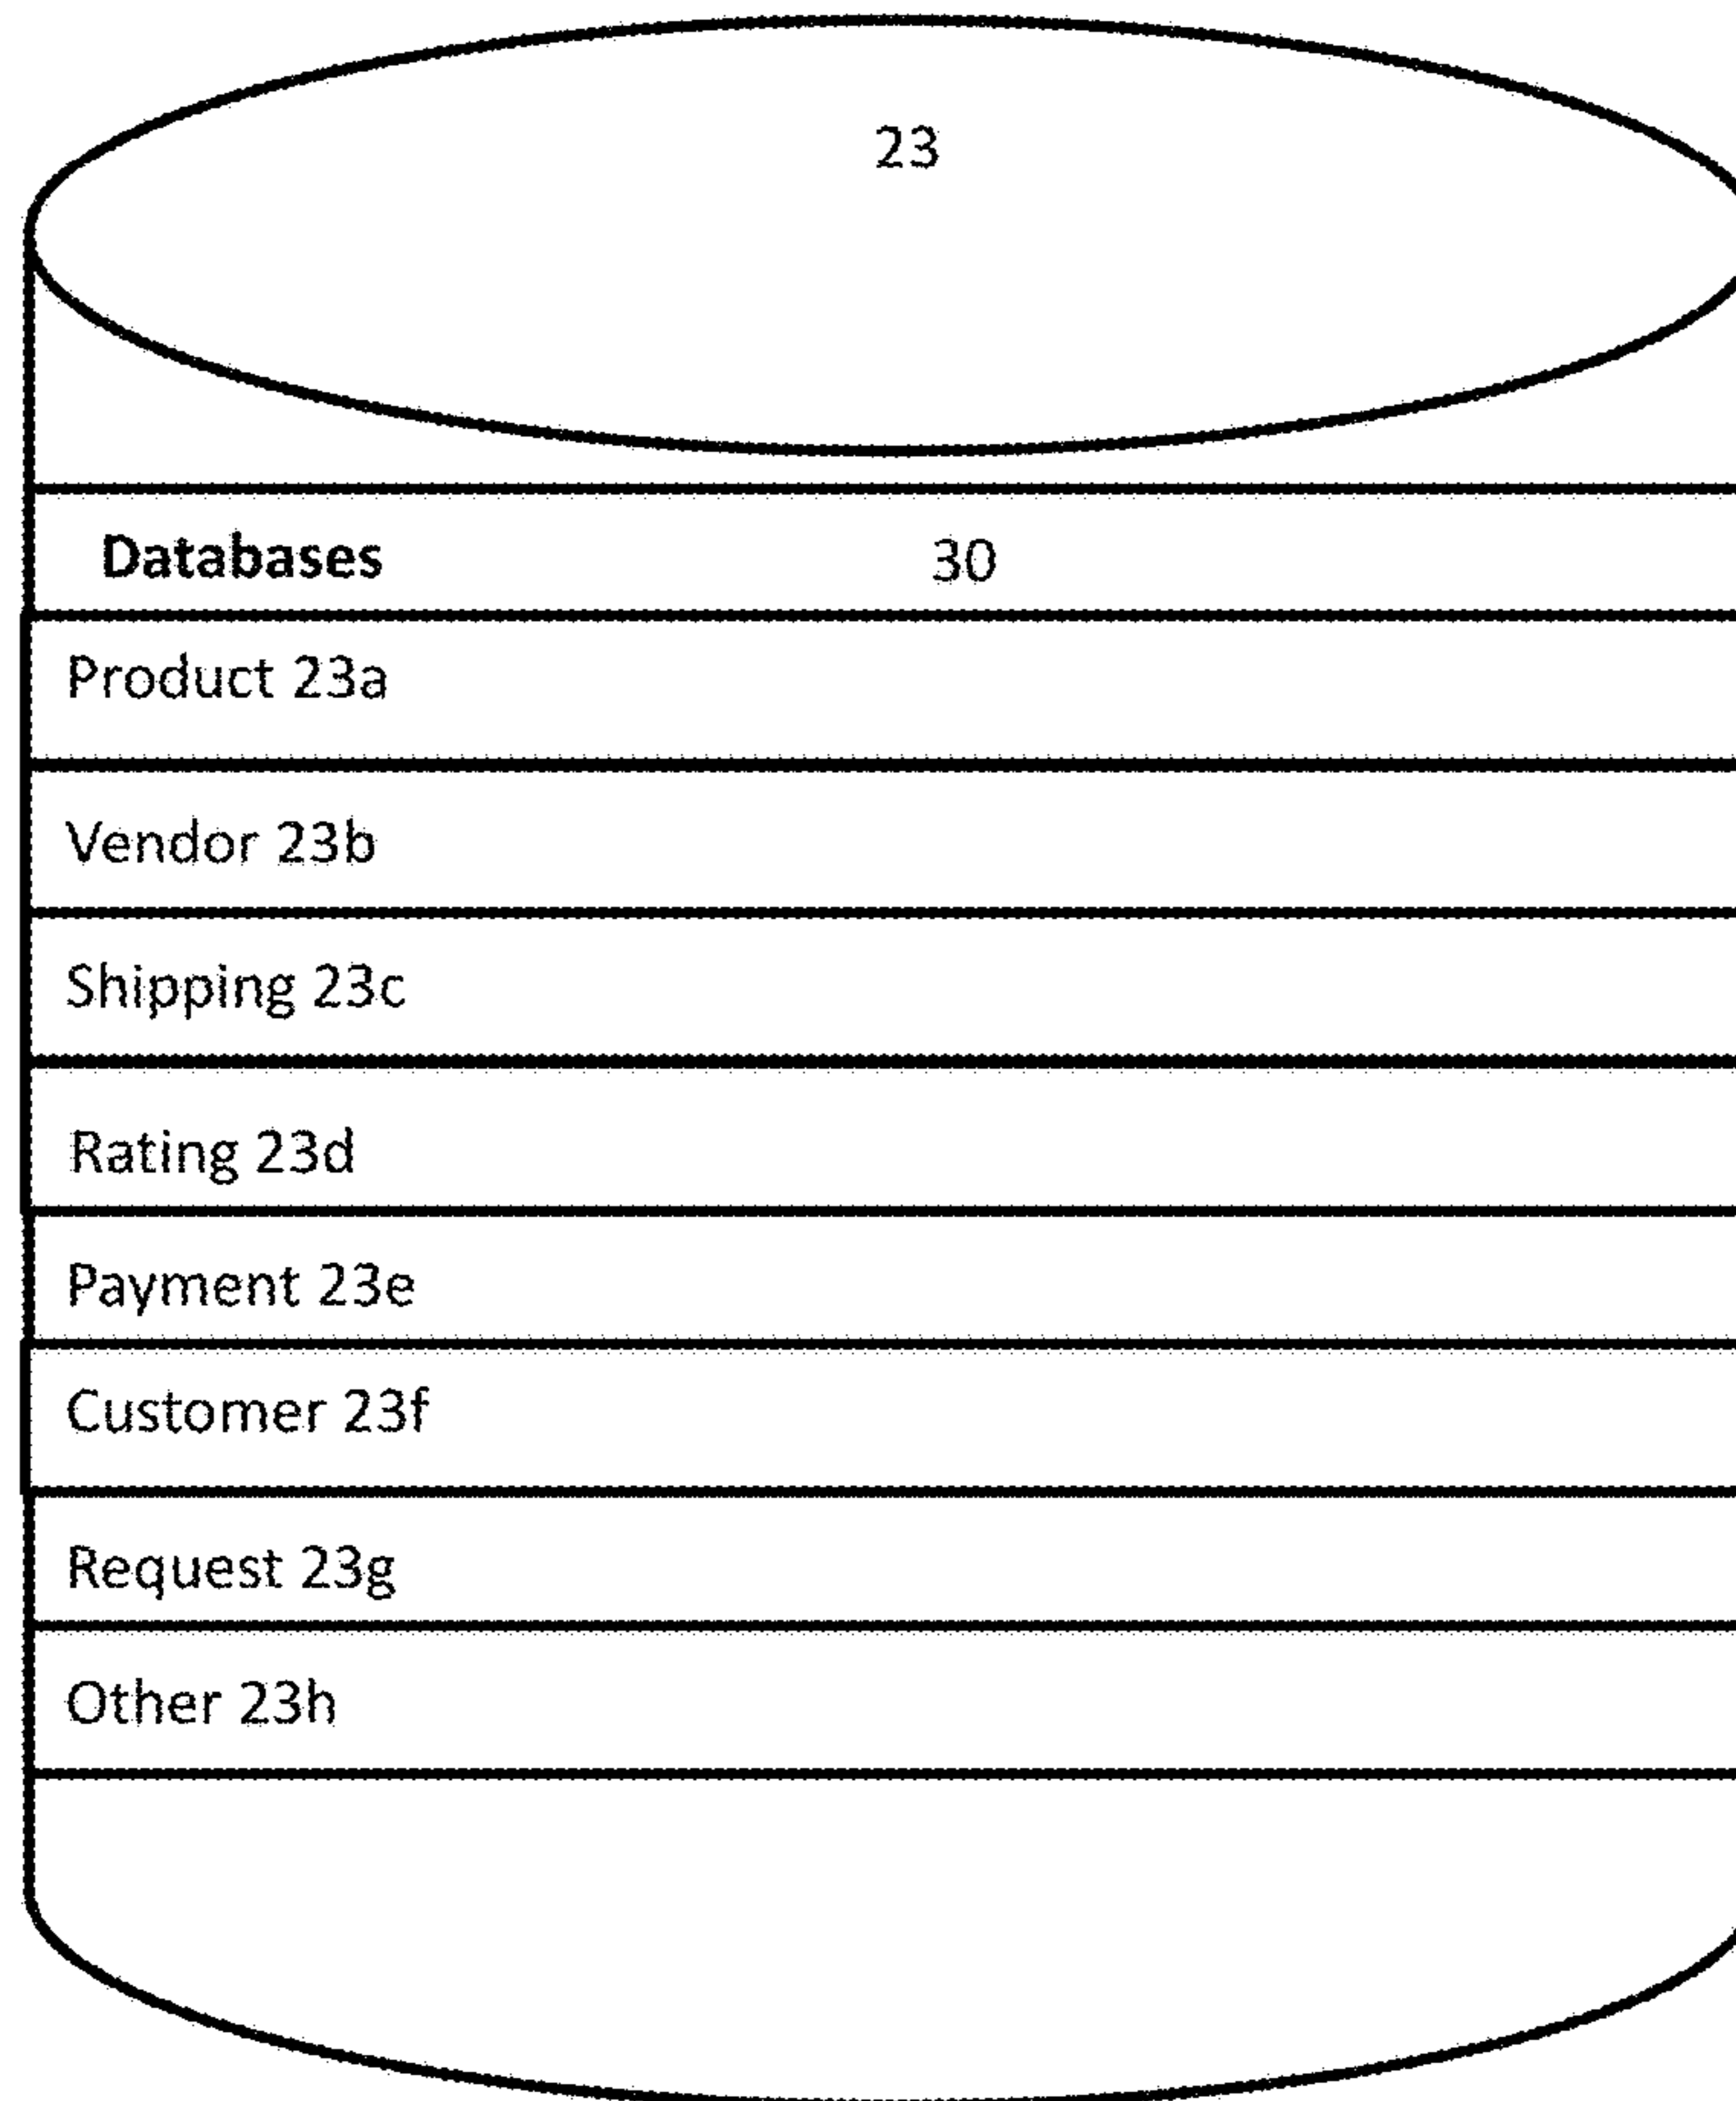 23
Databases 30
Product 23a
Vendor 23b
Shipping 23c
Rating 23d
Payment 23e
Customer 23f
Request 23g
Other 23h